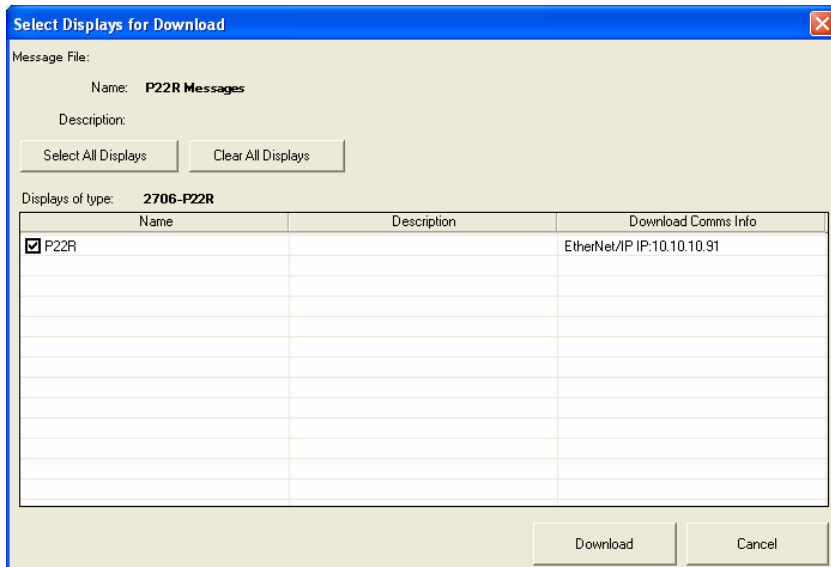 Select Displays for Download
Message File:
Name: P22R Messages
Description:
Select All Displays Clear All Displays
Displays of type: 2706-P22R
Name Description Download Comms Info
P22R EtherNet/IP IP:10.10.10.91
Download Cancel